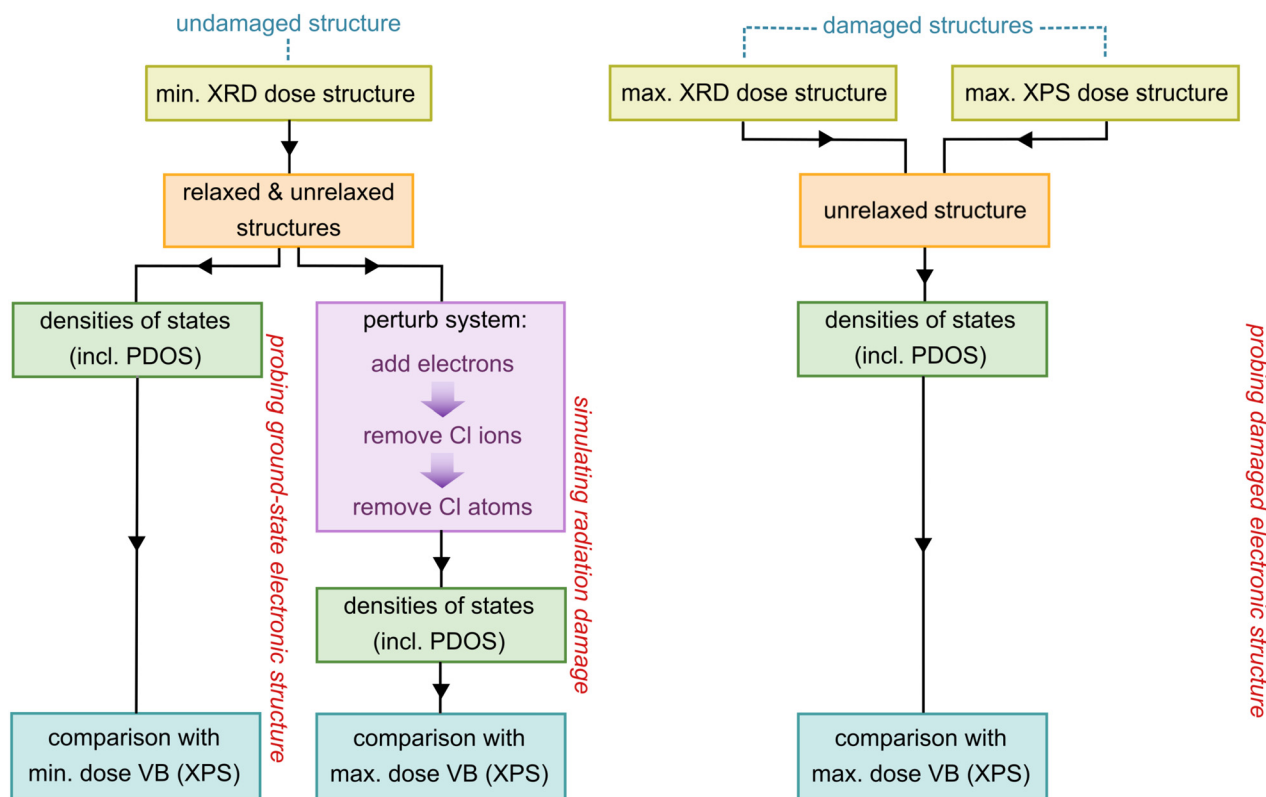 undamaged structure
min. XRD dose structure
relaxed & unrelaxed
structures
densities of states
(incl. PDOS)
probing ground-state electronic structure
comparison with
min. dose VB (XPS)
perturb system:
add electrons
remove Cl ions
remove Cl atoms
simulating radiation damage
densities of states
(incl. PDOS)
comparison with
max. dose VB (XPS)
damaged structures
max. XRD dose structure
max. XPS dose structure
unrelaxed structure
densities of states
(incl. PDOS)
probing damaged electronic structure
comparison with
max. dose VB (XPS)